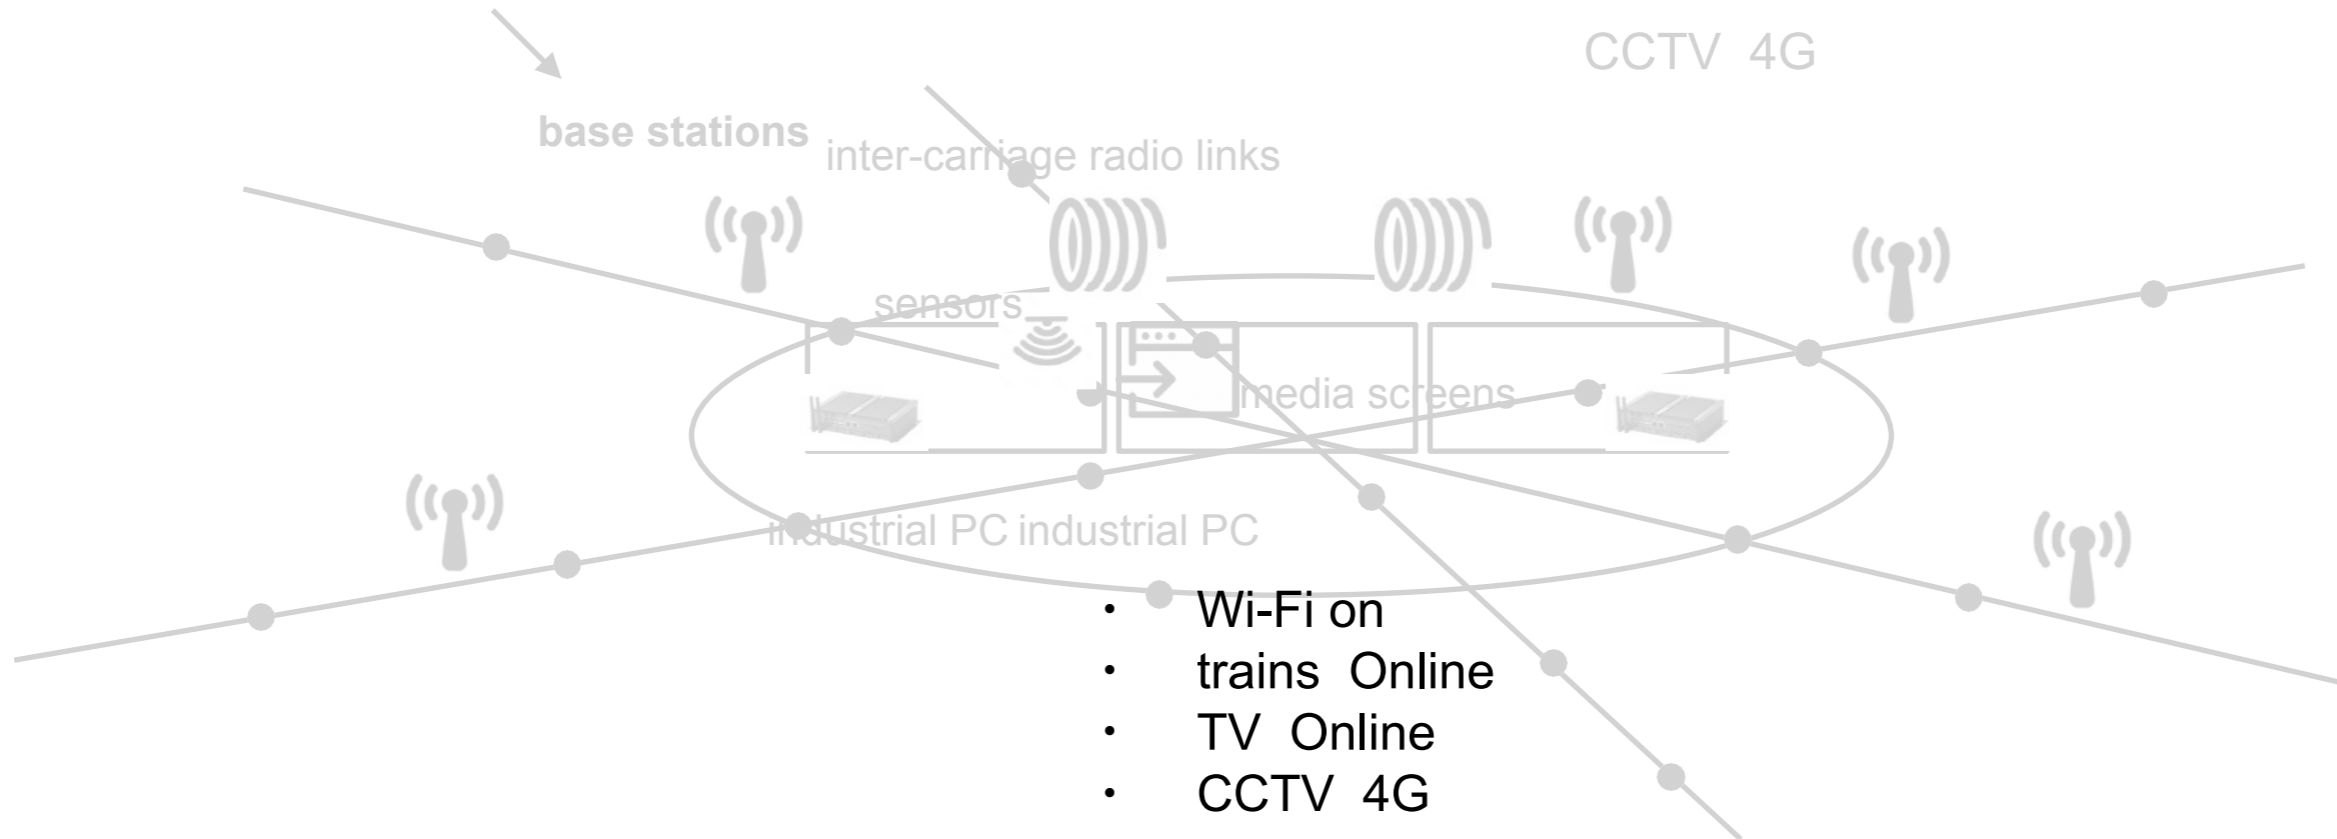 CCTV 4G
base stations
inter-carriage radio links
sensors
media screens
industrial PC industrial PC
· Wi-Fi on
· trains Online
· TV Online
· CCTV 4G